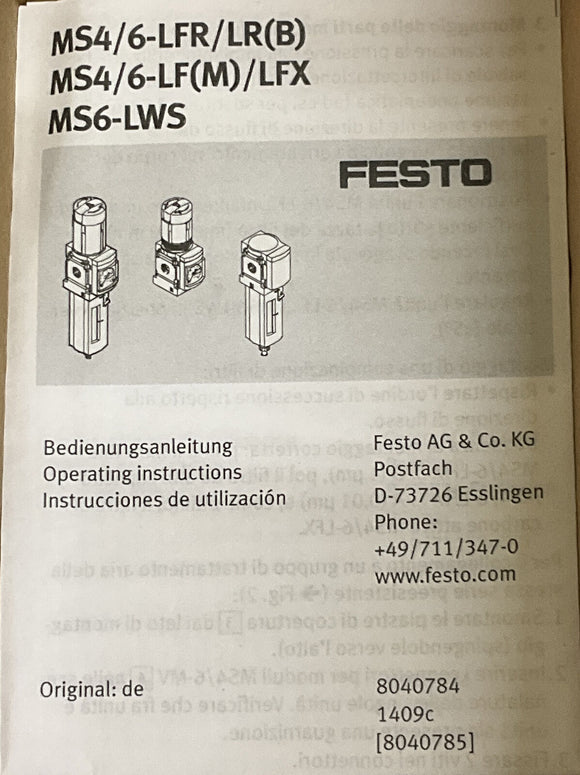 MS4/6-LFR/LR(B)
MS4/6-LF(M)/LFX
MS6-LWS
FESTO
Bedienungsanleitung
Operating instructions
Instrucciones de utilización
Festo AG & Co. KG
Postfach
D-73726 Esslingen
Phone:
+49/711/347-0
www.festo.com
Original: de
8040784
1409c
[8040785]